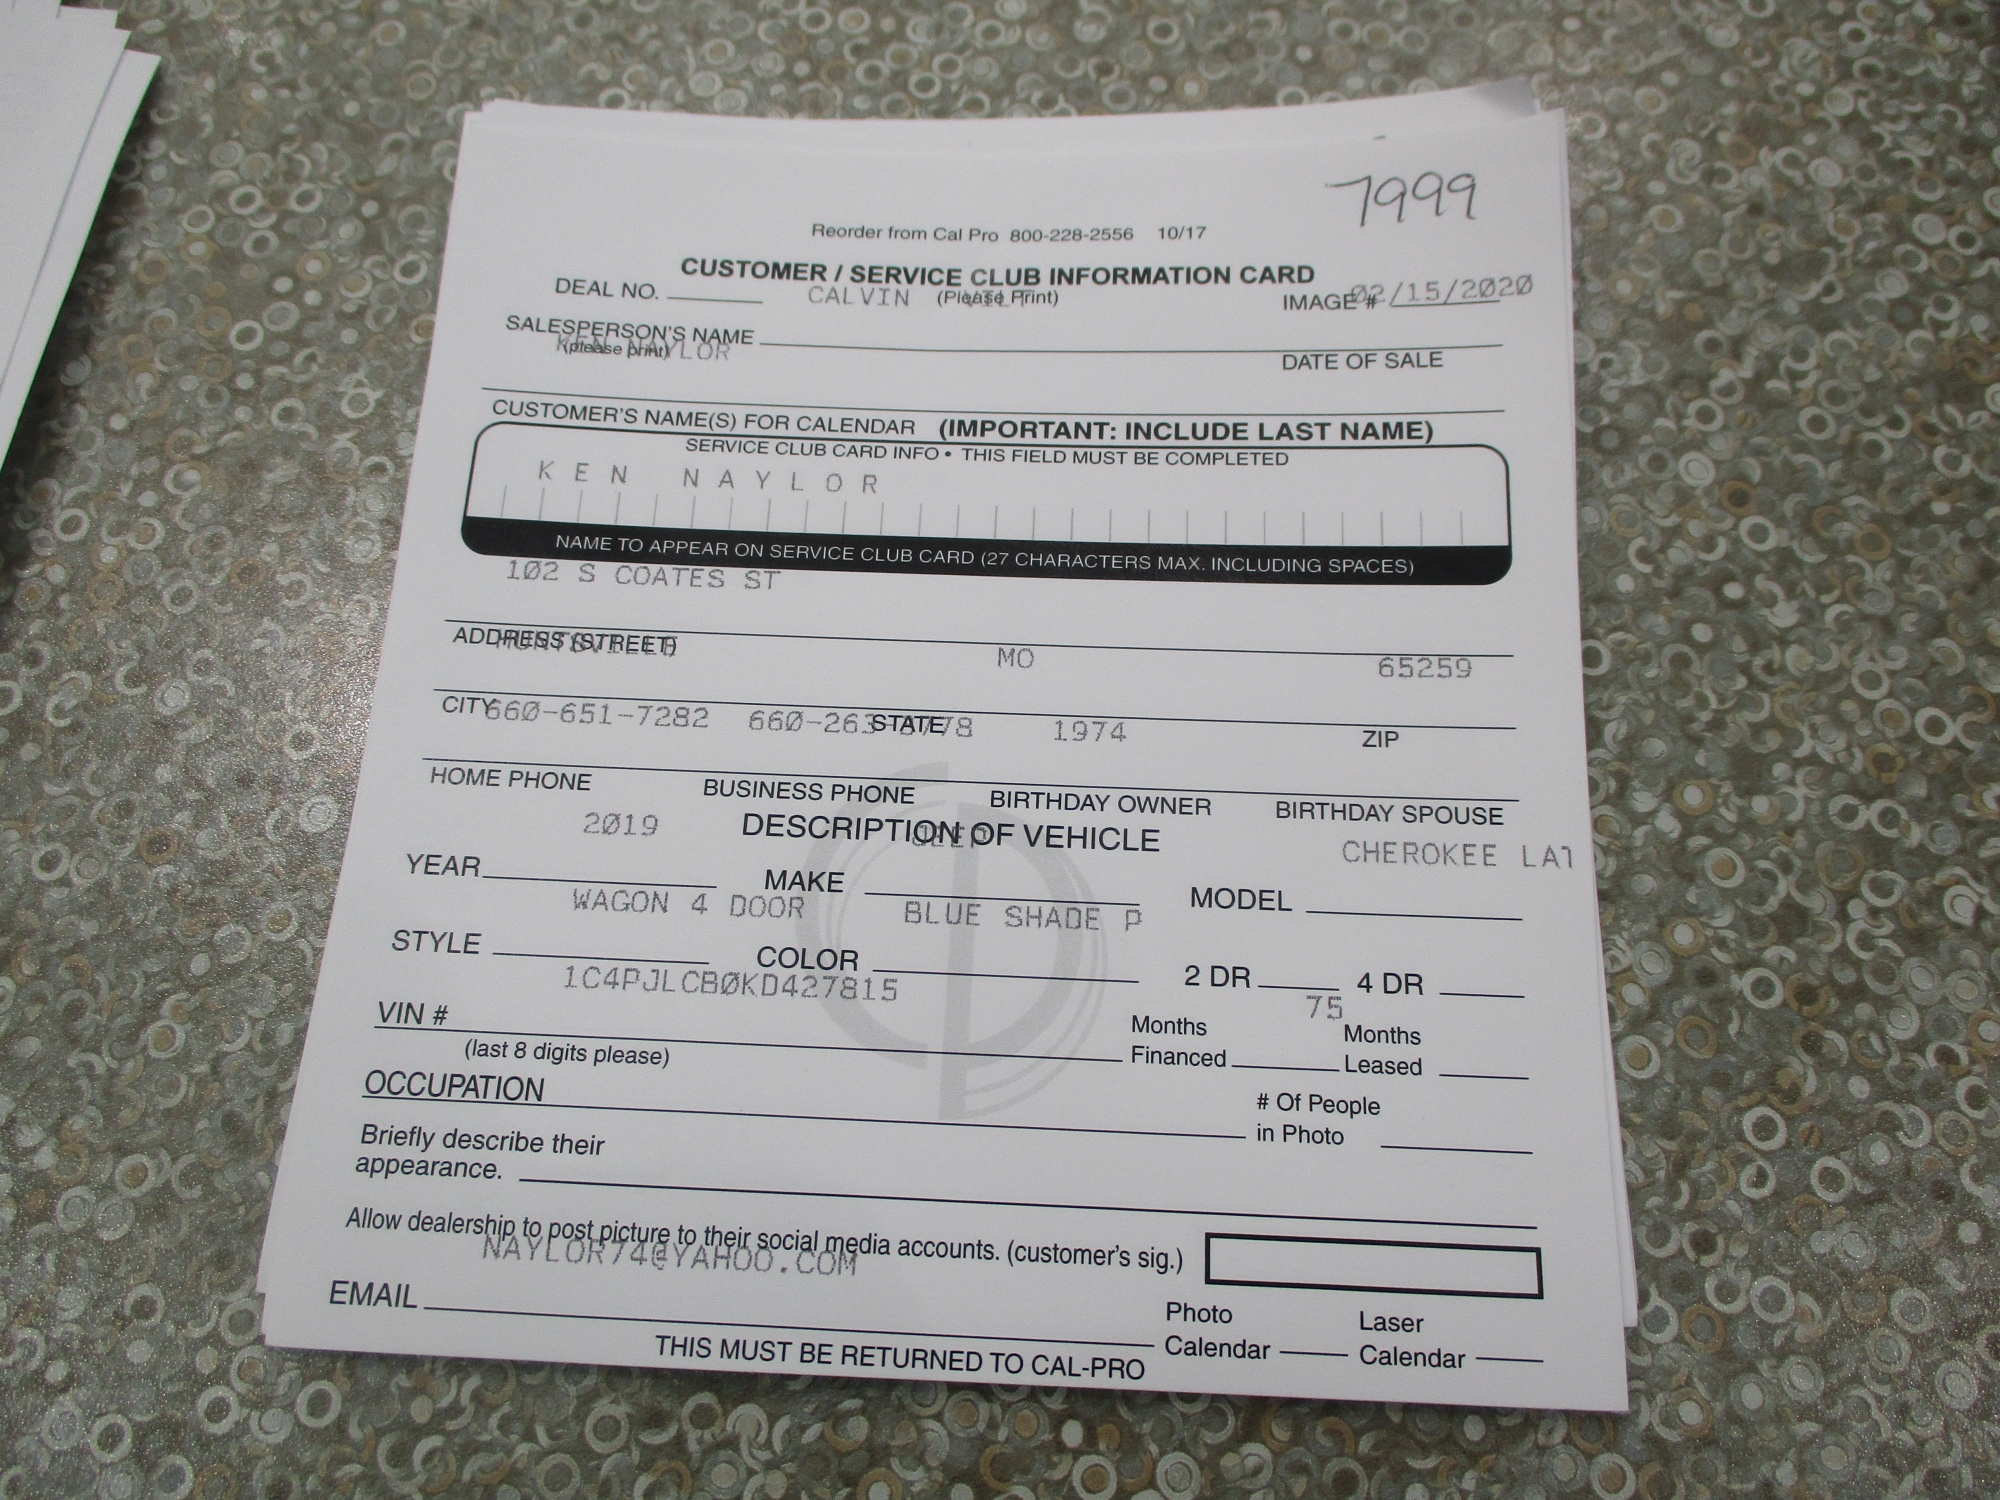 7999
Reorder from Cal Pro 800-228-2556 10/17
CUSTOMER / SERVICE CLUB INFORMATION CARD
DEAL NO. CALVIN (Please Print) IMAGE # 02/15/2020
SALESPERSON'S NAME
(please print) KEN NAYLOR
DATE OF SALE
CUSTOMER'S NAME(S) FOR CALENDAR (IMPORTANT: INCLUDE LAST NAME)
SERVICE CLUB CARD INFO • THIS FIELD MUST BE COMPLETED
KEN NAYLOR
NAME TO APPEAR ON SERVICE CLUB CARD (27 CHARACTERS MAX. INCLUDING SPACES)
102 S COATES ST
ADDRESS (STREET) HUNTSVILLE MO 65259
CITY STATE ZIP
660-651-7282 1974
HOME PHONE BUSINESS PHONE BIRTHDAY OWNER BIRTHDAY SPOUSE
DESCRIPTION OF VEHICLE
2019 JEEP CHEROKEE LAT
YEAR MAKE MODEL
WAGON 4 DOOR BLUE SHADE P
STYLE COLOR 2 DR 4 DR
1C4PJLCB0KD427815 75
VIN # Months Financed Months Leased
(last 8 digits please)
OCCUPATION # Of People in Photo
Briefly describe their
appearance.
Allow dealership to post picture to their social media accounts. (customer's sig.)
NAYLOR74@YAHOO.COM
EMAIL Photo Calendar Laser Calendar
THIS MUST BE RETURNED TO CAL-PRO